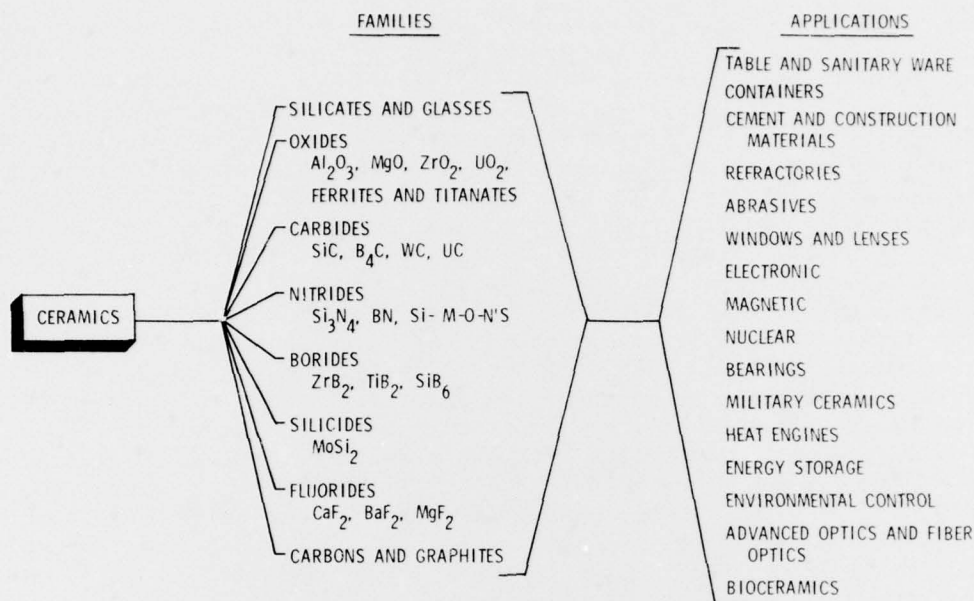 FAMILIES
SILICATES AND GLASSES
OXIDES
Al₂O₃, MgO, ZrO₂, UO₂,
FERRITES AND TITANATES
CARBIDES
SiC, B₄C, WC, UC
NITRIDES
Si₃N₄, BN, Si- M-O-N'S
BORIDES
ZrB₂, TiB₂, SiB₆
SILICIDES
MoSi₂
FLUORIDES
CaF₂, BaF₂, MgF₂
CARBONS AND GRAPHITES
CERAMICS
APPLICATIONS
TABLE AND SANITARY WARE
CONTAINERS
CEMENT AND CONSTRUCTION
MATERIALS
REFRACTORIES
ABRASIVES
WINDOWS AND LENSES
ELECTRONIC
MAGNETIC
NUCLEAR
BEARINGS
MILITARY CERAMICS
HEAT ENGINES
ENERGY STORAGE
ENVIRONMENTAL CONTROL
ADVANCED OPTICS AND FIBER
OPTICS
BIOCERAMICS